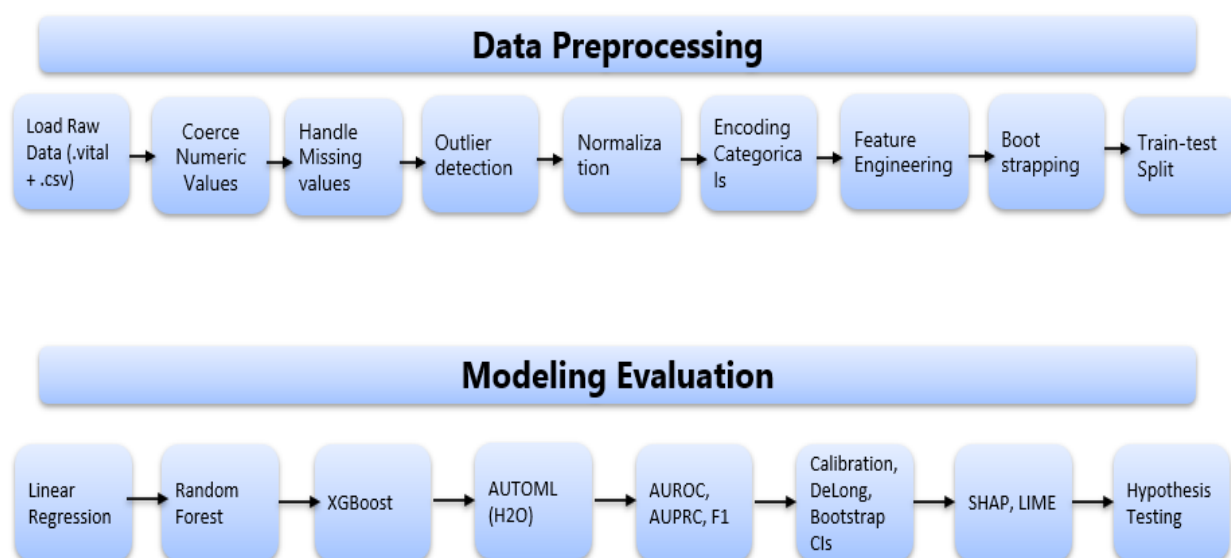 Data Preprocessing
Load Raw
Data (.vital
+ .csv)
Coerce
Numeric
Values
Handle
Missing
values
Outlier
detection
Normaliza
tion
Encoding
Categorica
ls
Feature
Engineering
Boot
strapping
Train-test
Split
Modeling Evaluation
Linear
Regression
Random
Forest
XGBoost
AUTOML
(H2O)
AUROC,
AUPRC, F1
Calibration,
DeLong,
Bootstrap
CIs
SHAP, LIME
Hypothesis
Testing